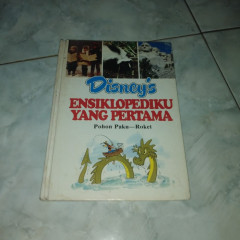 Disney's
ENSIKLOPEDIKU
YANG PERTAMA
Pohon Paku—Roket